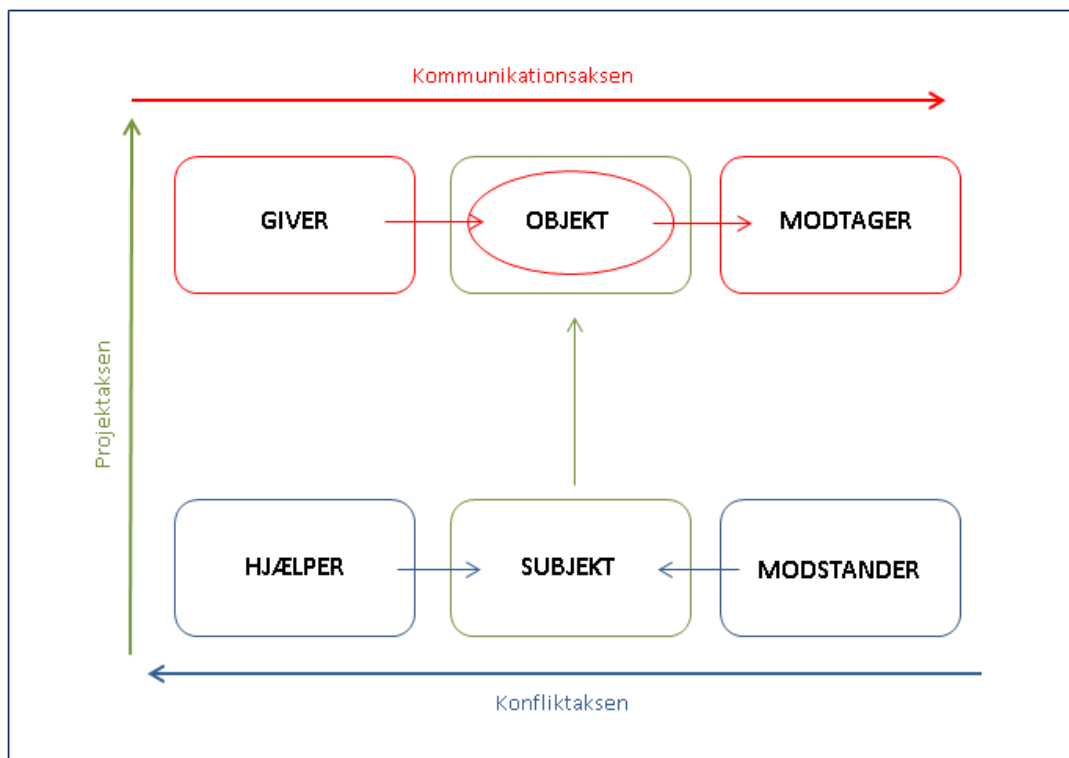 Kommunikationsaksen
GIVER
OBJEKT
MODTAGER
Projektaksen
HJÆLPER
SUBJEKT
MODSTANDER
Konfliktaksen